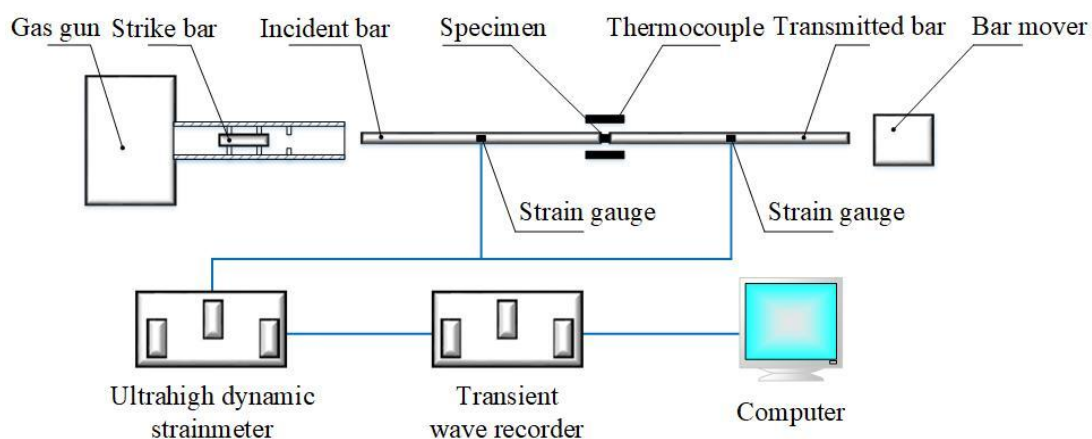 Gas gun
Strike bar
Incident bar
Specimen
Thermocouple
Transmitted bar
Bar mover
Strain gauge
Strain gauge
Ultrahigh dynamic
strainmeter
Transient
wave recorder
Computer